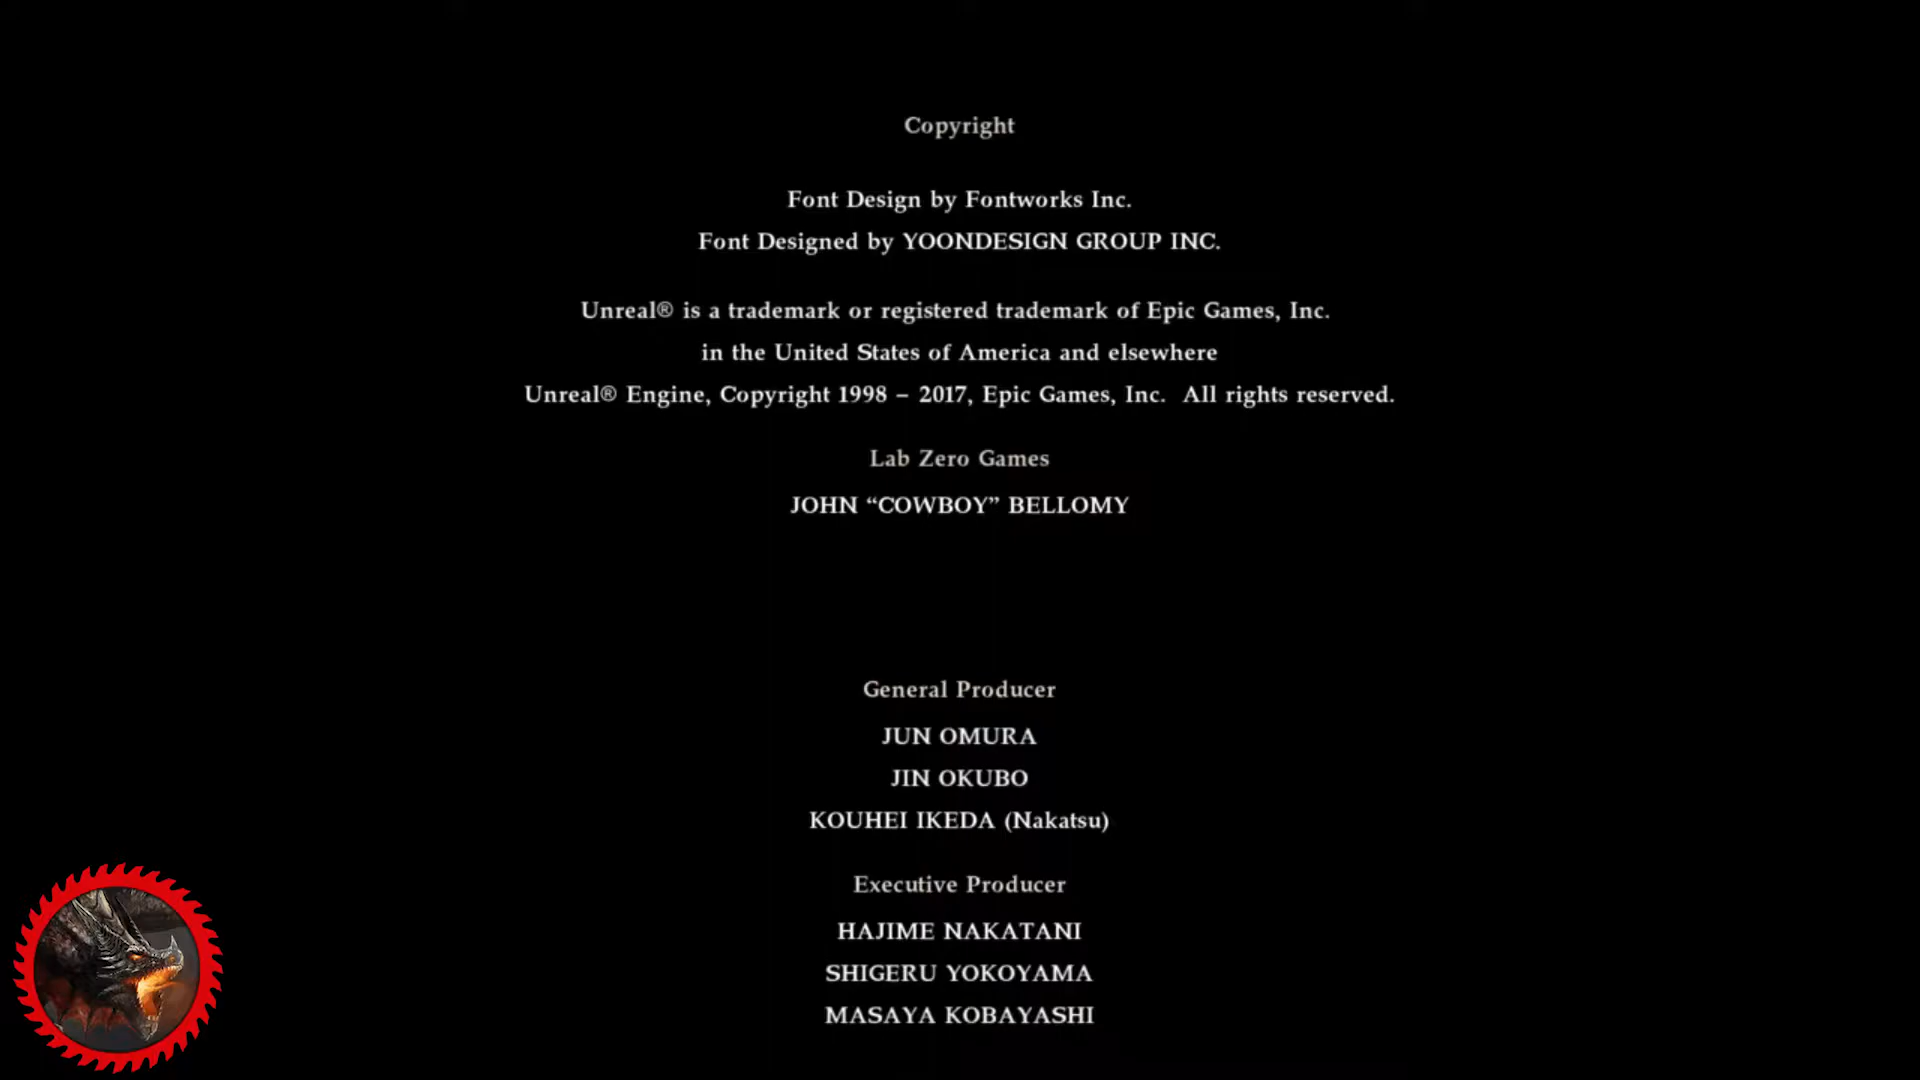 Copyright
Font Design by Fontworks Inc.
Font Designed by YOONDESIGN GROUP INC.
Unreal® is a trademark or registered trademark of Epic Games, Inc.
in the United States of America and elsewhere
Unreal® Engine, Copyright 1998 – 2017, Epic Games, Inc.  All rights reserved.
Lab Zero Games
JOHN “COWBOY” BELLOMY
General Producer
JUN OMURA
JIN OKUBO
KOUHEI IKEDA (Nakatsu)
Executive Producer
HAJIME NAKATANI
SHIGERU YOKOYAMA
MASAYA KOBAYASHI